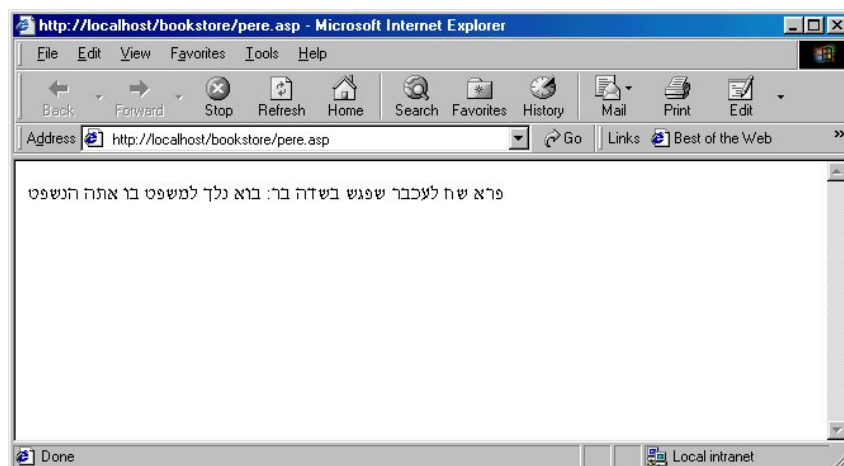 http://localhost/bookstore/pere.asp - Microsoft Internet Explorer
File Edit View Favorites Tools Help
Back Forward Stop Refresh Home Search Favorites History Mail Print Edit
Address http://localhost/bookstore/pere.asp Go Links Best of the Web »
פרא שח לעכבר שפגש בשדה בר: בוא נלך למשפט בו אתה הנשפט
Done Local intranet